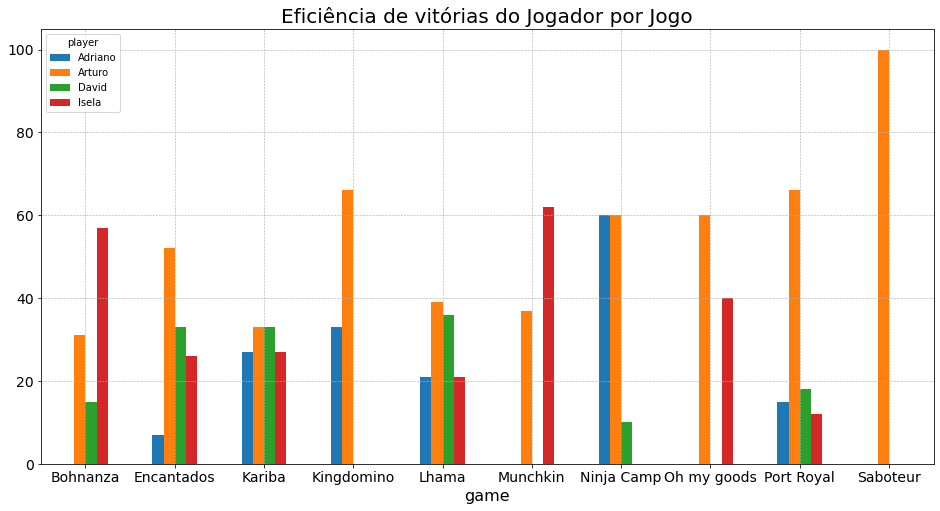 Eficiência de vitórias do Jogador por Jogo
player
Adriano
Arturo
David
Isela
100
80
60
40
20
0
Bohnanza Encantados Kariba Kingdomino Lhama Munchkin Ninja Camp Oh my goods Port Royal Saboteur
game